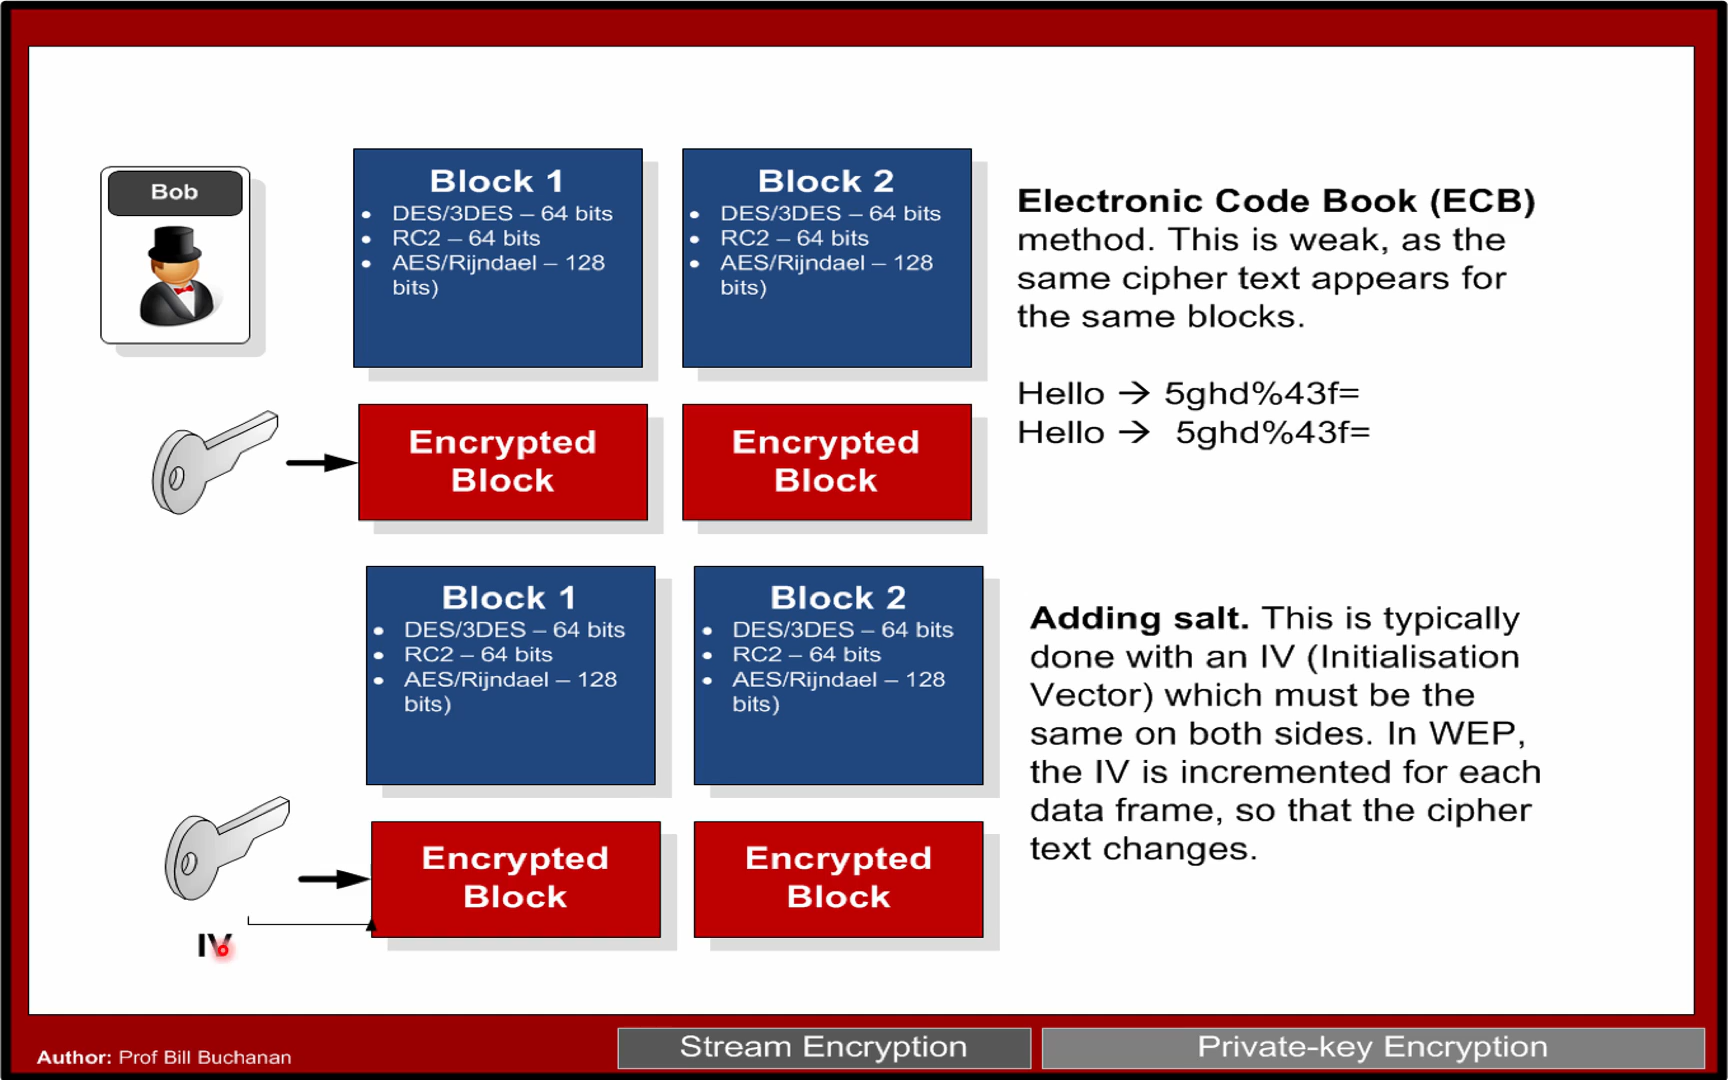 Bob
Block 1
• DES/3DES – 64 bits
• RC2 – 64 bits
• AES/Rijndael – 128
bits)
Block 2
• DES/3DES – 64 bits
• RC2 – 64 bits
• AES/Rijndael – 128
bits)
Electronic Code Book (ECB)
method. This is weak, as the
same cipher text appears for
the same blocks.
Hello → 5ghd%43f=
Hello → 5ghd%43f=
Encrypted
Block
Encrypted
Block
Block 1
• DES/3DES – 64 bits
• RC2 – 64 bits
• AES/Rijndael – 128
bits)
Block 2
• DES/3DES – 64 bits
• RC2 – 64 bits
• AES/Rijndael – 128
bits)
Adding salt. This is typically
done with an IV (Initialisation
Vector) which must be the
same on both sides. In WEP,
the IV is incremented for each
data frame, so that the cipher
text changes.
Encrypted
Block
Encrypted
Block
IV
Author: Prof Bill Buchanan
Stream Encryption
Private-key Encryption